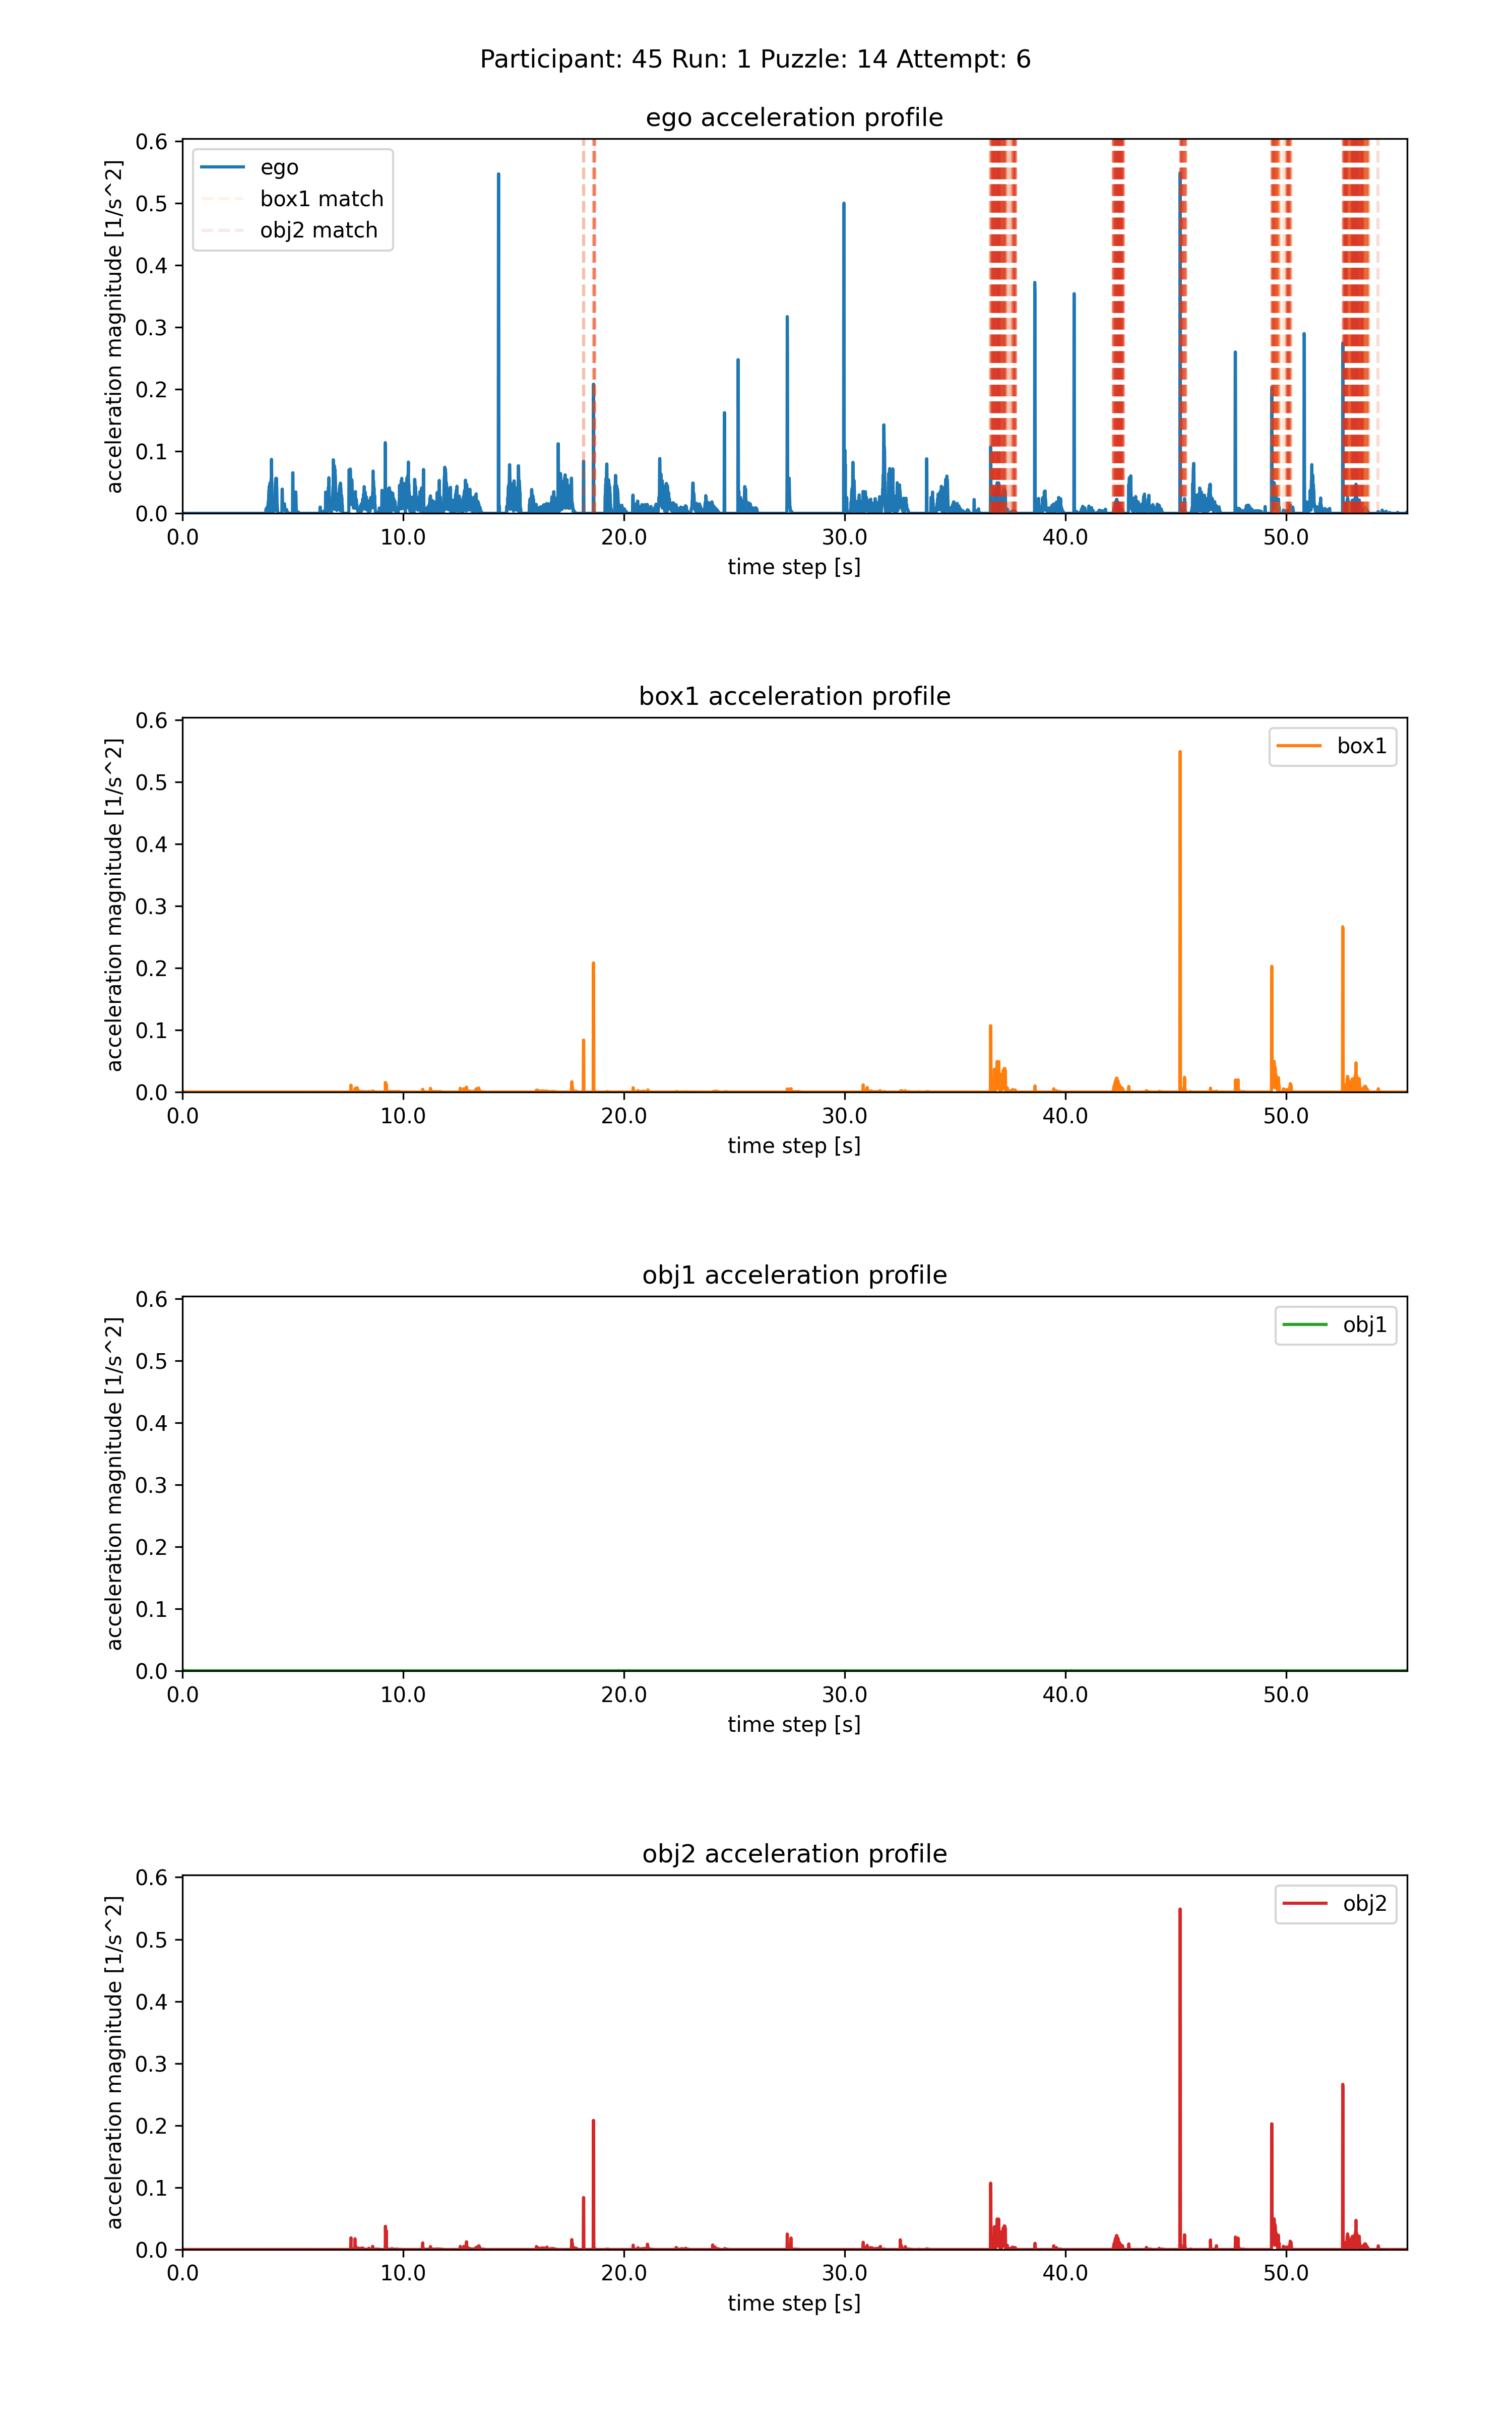 Participant: 45 Run: 1 Puzzle: 14 Attempt: 6
ego acceleration profile
acceleration magnitude [1/s^2]
0.6
0.5
0.4
0.3
0.2
0.1
0.0
ego
box1 match
obj2 match
0.0 10.0 20.0 30.0 40.0 50.0
time step [s]
box1 acceleration profile
acceleration magnitude [1/s^2]
0.6
0.5
0.4
0.3
0.2
0.1
0.0
box1
0.0 10.0 20.0 30.0 40.0 50.0
time step [s]
obj1 acceleration profile
acceleration magnitude [1/s^2]
0.6
0.5
0.4
0.3
0.2
0.1
0.0
obj1
0.0 10.0 20.0 30.0 40.0 50.0
time step [s]
obj2 acceleration profile
acceleration magnitude [1/s^2]
0.6
0.5
0.4
0.3
0.2
0.1
0.0
obj2
0.0 10.0 20.0 30.0 40.0 50.0
time step [s]